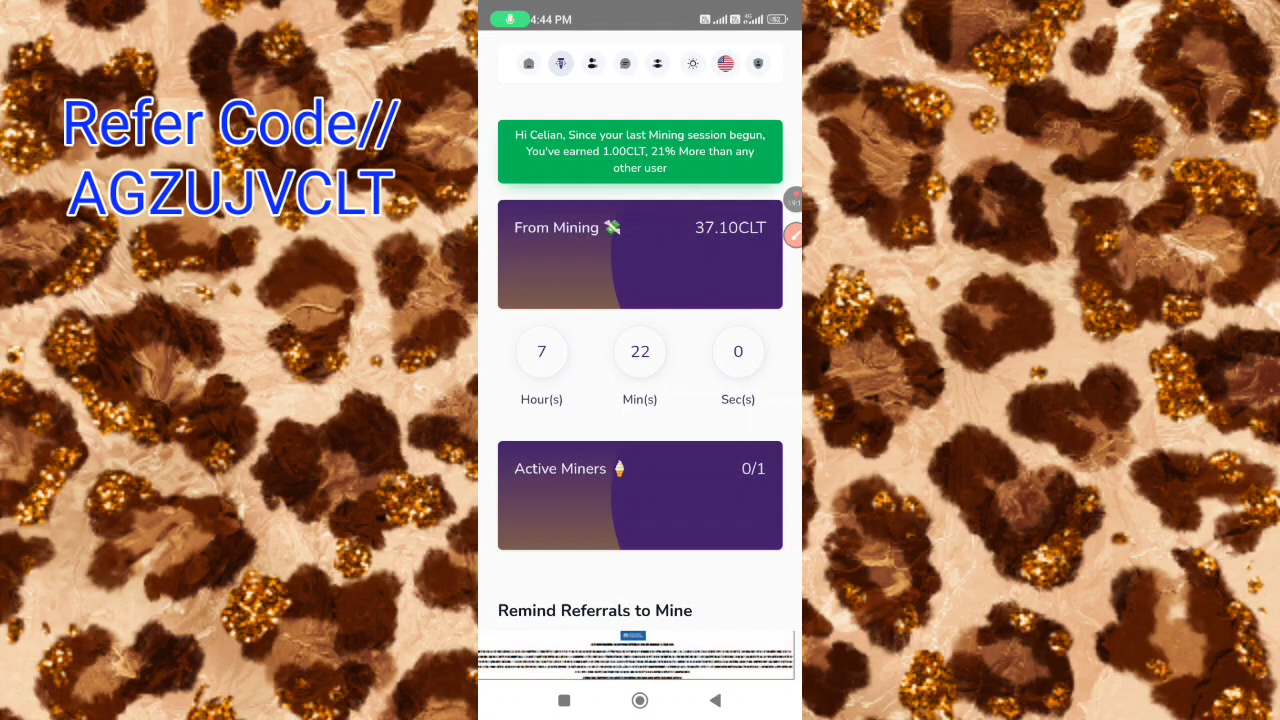 Refer Code//
AGZUJVCLT
4:44 PM
4G
52
Hi Celian, Since your last Mining session begun,
You've earned 1.00CLT, 21% More than any
other user
From Mining 💸 37.10CLT
7 22 0
Hour(s) Min(s) Sec(s)
Active Miners 🍦 0/1
Remind Referrals to Mine